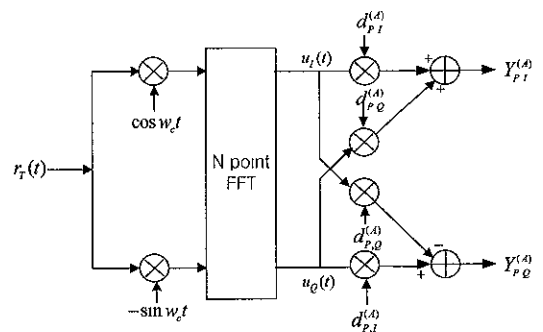 d_{P,I}^{(A)}
u_I(t)
+
Y_{P,I}^{(A)}
+
d_{P,Q}^{(A)}
cos w_c t
r_T(t)
N point
FFT
d_{P,Q}^{(A)}
−
Y_{P,Q}^{(A)}
+
u_Q(t)
−sin w_c t
d_{P,I}^{(A)}